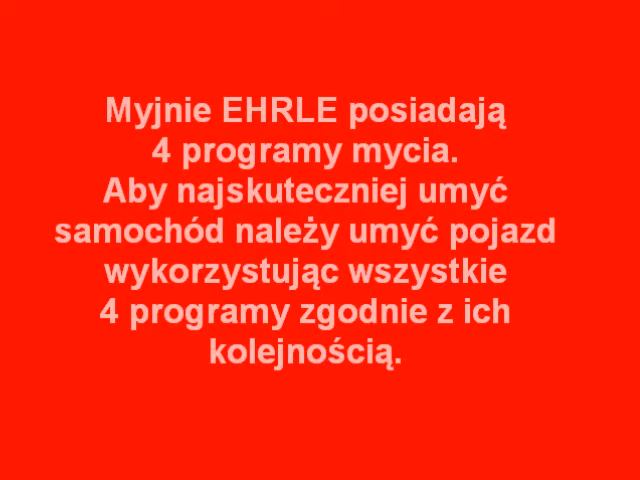 Myjnie EHRLE posiadają
4 programy mycia.
Aby najskuteczniej umyć
samochód należy umyć pojazd
wykorzystując wszystkie
4 programy zgodnie z ich
kolejnością.